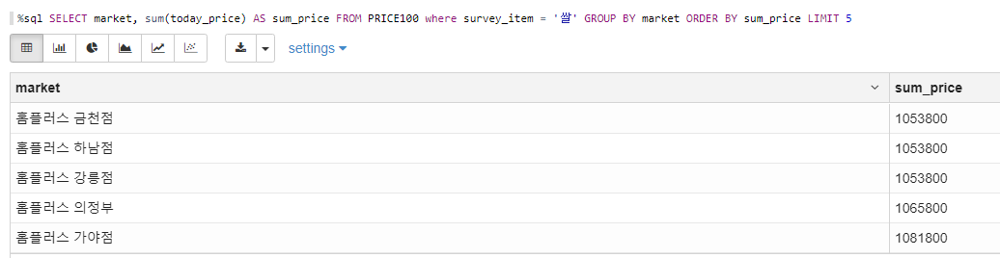 %sql SELECT market, sum(today_price) AS sum_price FROM PRICE100 where survey_item = '쌀' GROUP BY market ORDER BY sum_price LIMIT 5
settings
market sum_price
홈플러스 금천점 1053800
홈플러스 하남점 1053800
홈플러스 강릉점 1053800
홈플러스 의정부 1065800
홈플러스 가야점 1081800